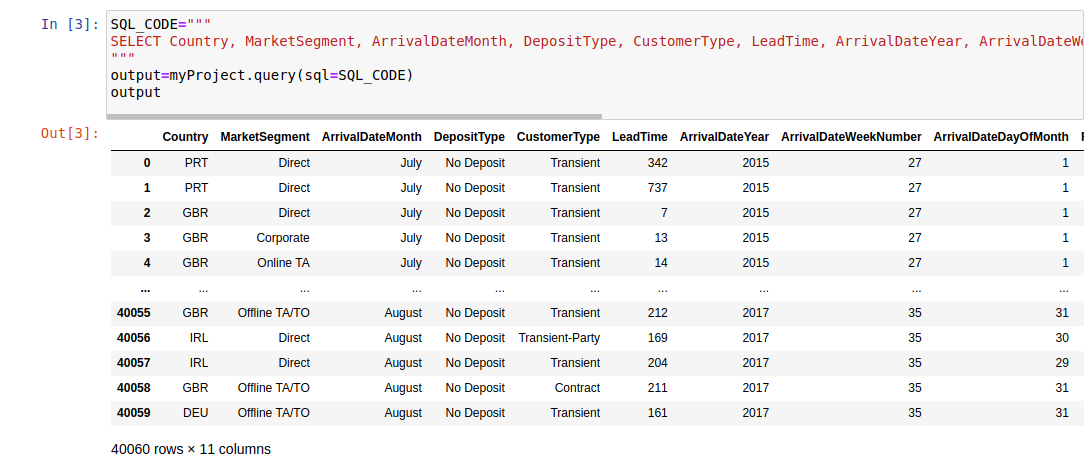 In [3]: SQL_CODE="""
SELECT Country, MarketSegment, ArrivalDateMonth, DepositType, CustomerType, LeadTime, ArrivalDateYear,
"""
output=myProject.query(sql=SQL_CODE)
output
Out[3]:
Country MarketSegment ArrivalDateMonth DepositType CustomerType LeadTime ArrivalDateYear ArrivalDateWeekNumber ArrivalDateDayOfMonth
0 PRT Direct July No Deposit Transient 342 2015 27 1
1 PRT Direct July No Deposit Transient 737 2015 27 1
2 GBR Direct July No Deposit Transient 7 2015 27 1
3 GBR Corporate July No Deposit Transient 13 2015 27 1
4 GBR Online TA July No Deposit Transient 14 2015 27 1
... ... ... ... ... ... ... ... ... ...
40055 GBR Offline TA/TO August No Deposit Transient 212 2017 35 31
40056 IRL Direct August No Deposit Transient-Party 169 2017 35 30
40057 IRL Direct August No Deposit Transient 204 2017 35 29
40058 GBR Offline TA/TO August No Deposit Contract 211 2017 35 31
40059 DEU Offline TA/TO August No Deposit Transient 161 2017 35 31
40060 rows × 11 columns